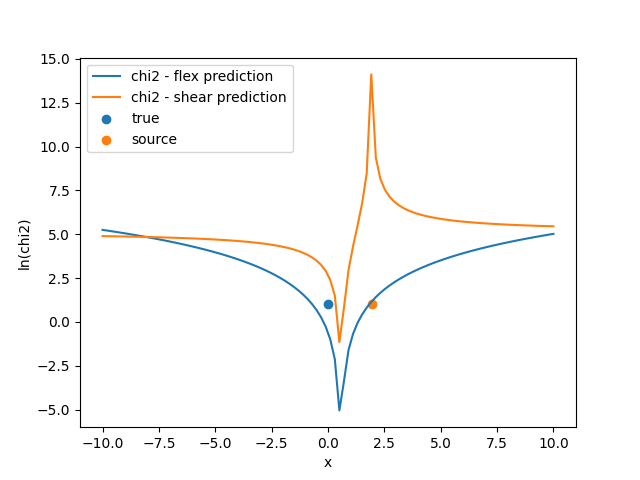 15.0
12.5
10.0
7.5
5.0
2.5
0.0
−2.5
−5.0
ln(chi2)
chi2 - flex prediction
chi2 - shear prediction
true
source
−10.0 −7.5 −5.0 −2.5 0.0 2.5 5.0 7.5 10.0
x